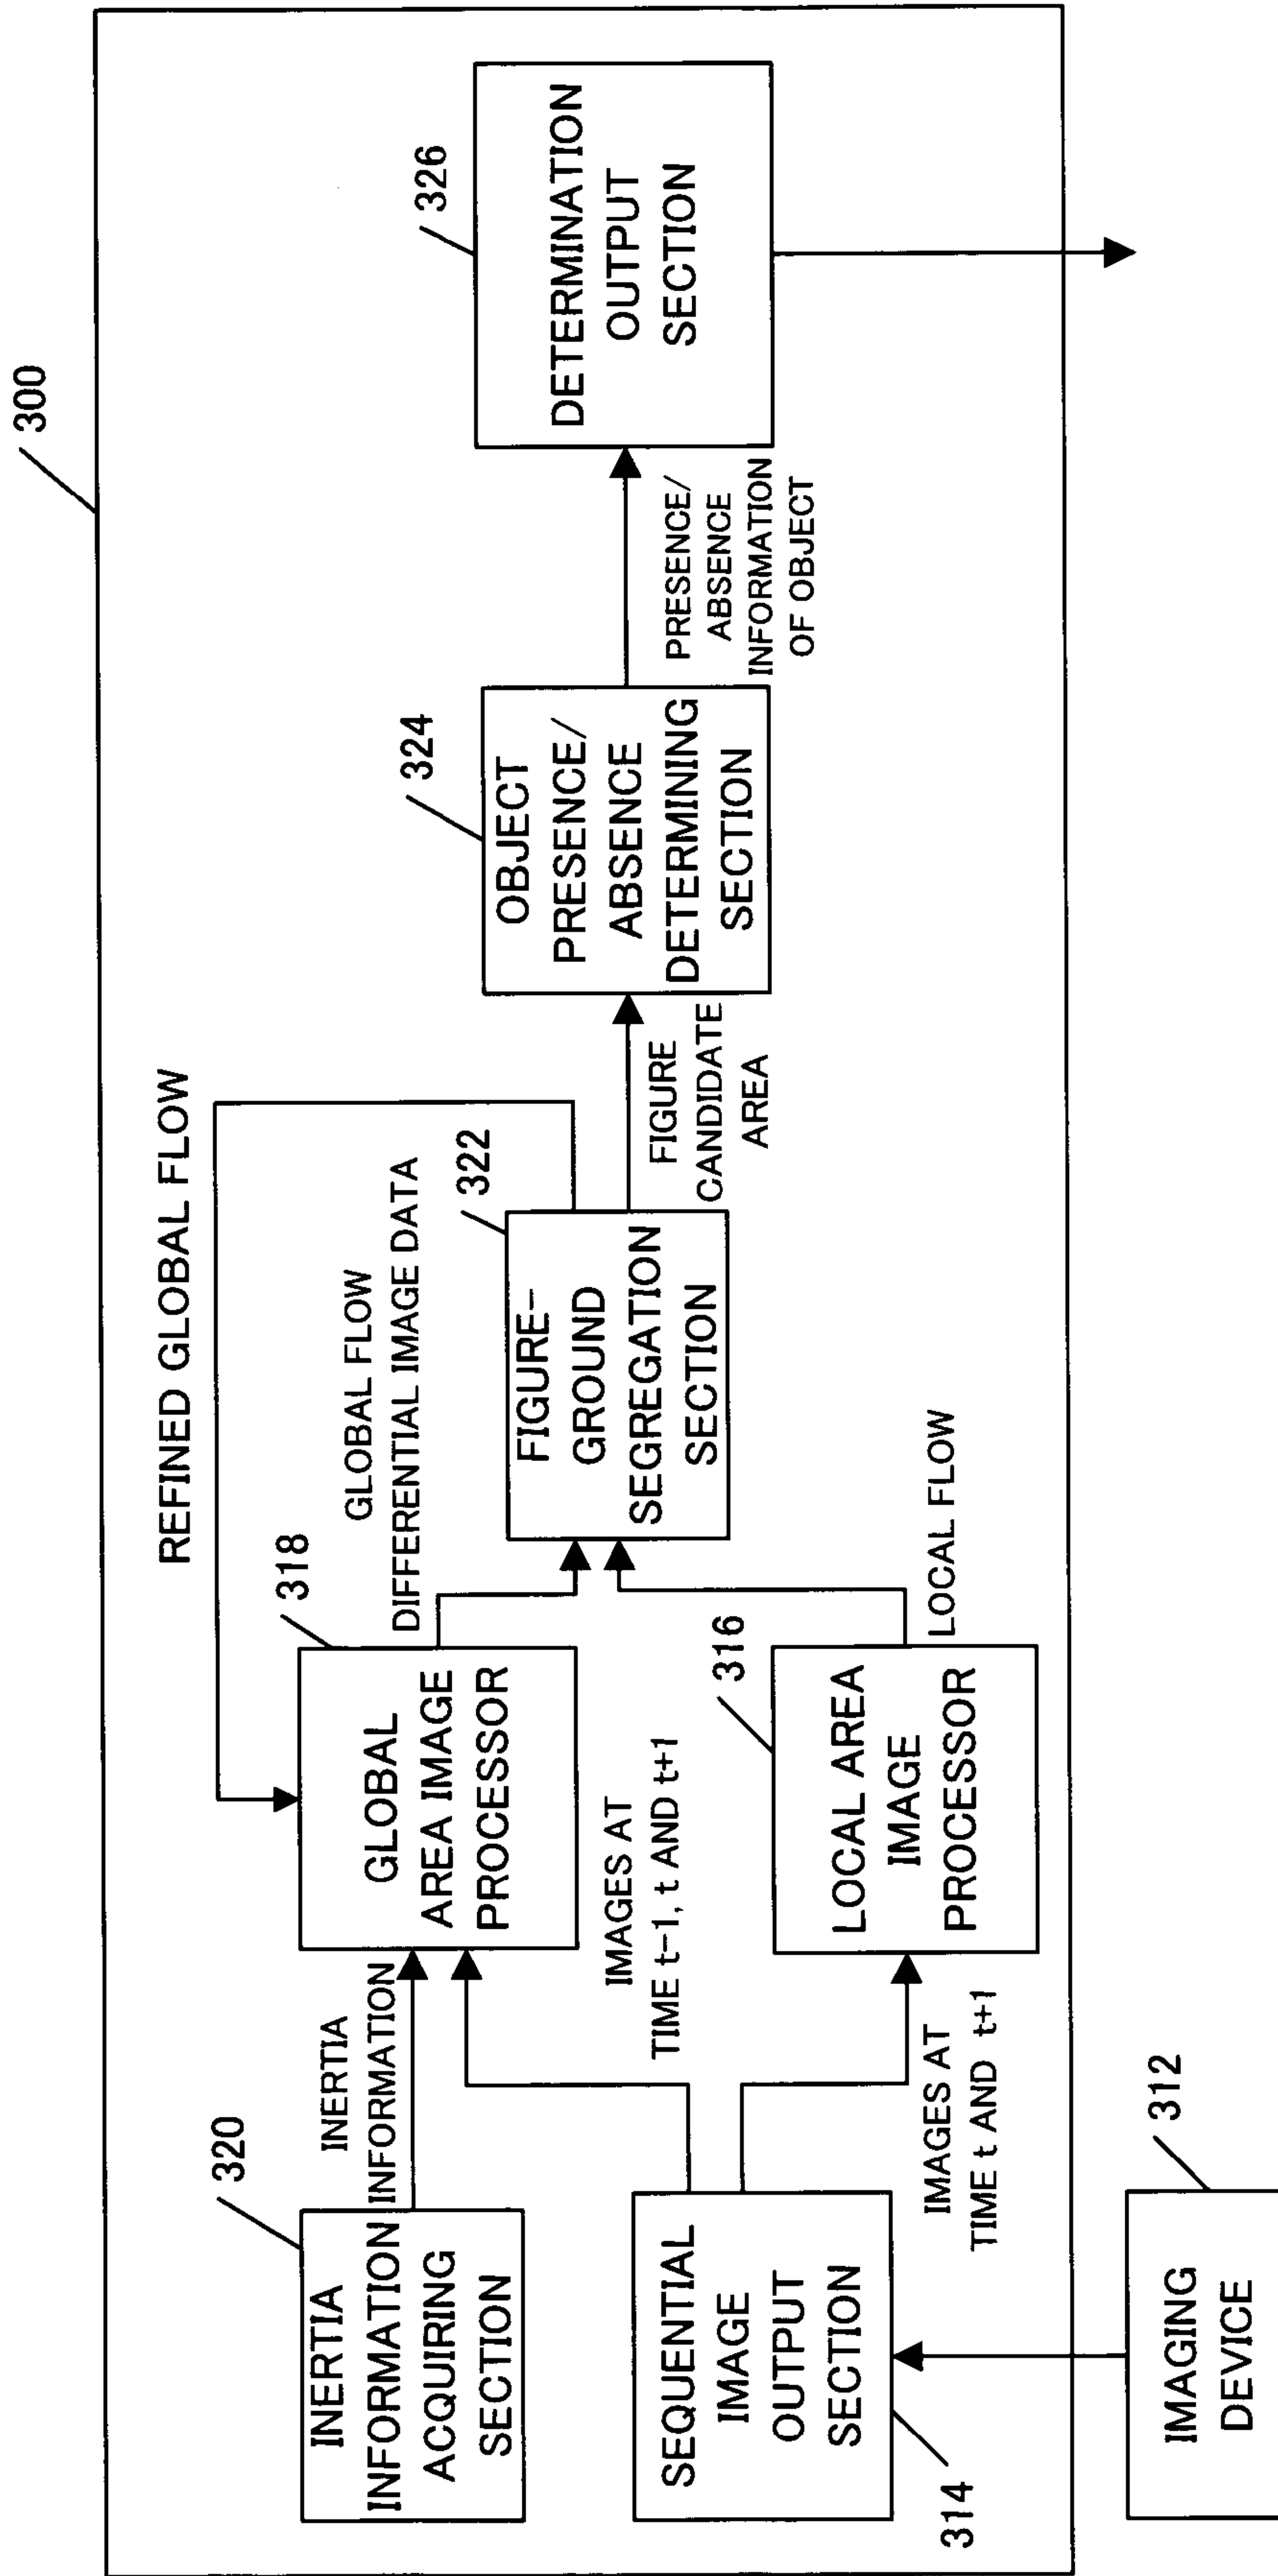 300
REFINED GLOBAL FLOW
320
INERTIA
INFORMATION
ACQUIRING
SECTION
INERTIA
INFORMATION
318
GLOBAL
AREA IMAGE
PROCESSOR
GLOBAL FLOW
DIFFERENTIAL IMAGE DATA
322
FIGURE-
GROUND
SEGREGATION
SECTION
FIGURE
CANDIDATE
AREA
324
OBJECT
PRESENCE/
ABSENCE
DETERMINING
SECTION
PRESENCE/
ABSENCE
INFORMATION
OF OBJECT
326
DETERMINATION
OUTPUT
SECTION
SEQUENTIAL
IMAGE
OUTPUT
SECTION
314
IMAGES AT
TIME t-1, t AND t+1
IMAGES AT
TIME t AND t+1
316
LOCAL AREA
IMAGE
PROCESSOR
LOCAL FLOW
312
IMAGING
DEVICE